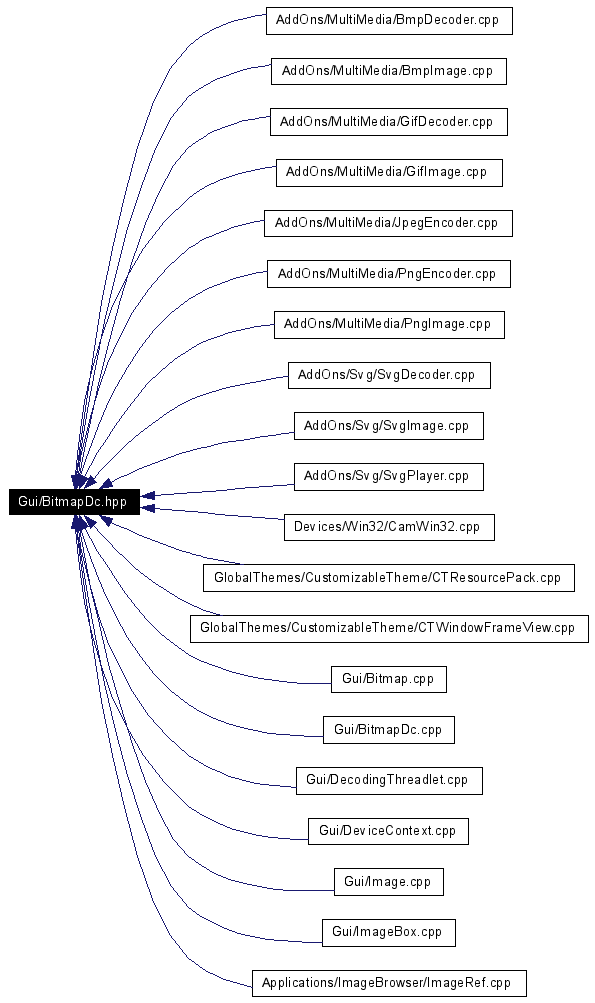 AddOns/MultiMedia/BmpDecoder.cpp
AddOns/MultiMedia/BmpImage.cpp
AddOns/MultiMedia/GifDecoder.cpp
AddOns/MultiMedia/GifImage.cpp
AddOns/MultiMedia/JpegEncoder.cpp
AddOns/MultiMedia/PngEncoder.cpp
AddOns/MultiMedia/PngImage.cpp
AddOns/Svg/SvgDecoder.cpp
AddOns/Svg/SvgImage.cpp
AddOns/Svg/SvgPlayer.cpp
Gui/BitmapDc.hpp
Devices/Win32/CamWin32.cpp
GlobalThemes/CustomizableTheme/CTResourcePack.cpp
GlobalThemes/CustomizableTheme/CTWindowFrameView.cpp
Gui/Bitmap.cpp
Gui/BitmapDc.cpp
Gui/DecodingThreadlet.cpp
Gui/DeviceContext.cpp
Gui/Image.cpp
Gui/ImageBox.cpp
Applications/ImageBrowser/ImageRef.cpp